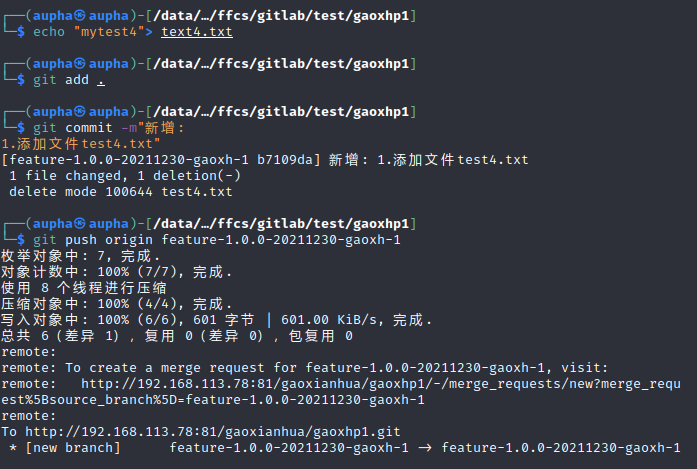 ┌──(aupha㉿aupha)-[/data/…/ffcs/gitlab/test/gaoxhp1]
└─$ echo "mytest4"> text4.txt
┌──(aupha㉿aupha)-[/data/…/ffcs/gitlab/test/gaoxhp1]
└─$ git add .
┌──(aupha㉿aupha)-[/data/…/ffcs/gitlab/test/gaoxhp1]
└─$ git commit -m"新增:
1.添加文件test4.txt"
[feature-1.0.0-20211230-gaoxh-1 b7109da] 新增: 1.添加文件test4.txt
 1 file changed, 1 deletion(-)
 delete mode 100644 test4.txt
┌──(aupha㉿aupha)-[/data/…/ffcs/gitlab/test/gaoxhp1]
└─$ git push origin feature-1.0.0-20211230-gaoxh-1
枚举对象中: 7, 完成.
对象计数中: 100% (7/7), 完成.
使用 8 个线程进行压缩
压缩对象中: 100% (4/4), 完成.
写入对象中: 100% (6/6), 601 字节 | 601.00 KiB/s, 完成.
总共 6（差异 1），复用 0（差异 0），包复用 0
remote:
remote: To create a merge request for feature-1.0.0-20211230-gaoxh-1, visit:
remote:   http://192.168.113.78:81/gaoxianhua/gaoxhp1/-/merge_requests/new?merge_requ
est%5Bsource_branch%5D=feature-1.0.0-20211230-gaoxh-1
remote:
To http://192.168.113.78:81/gaoxianhua/gaoxhp1.git
 * [new branch]      feature-1.0.0-20211230-gaoxh-1 -> feature-1.0.0-20211230-gaoxh-1